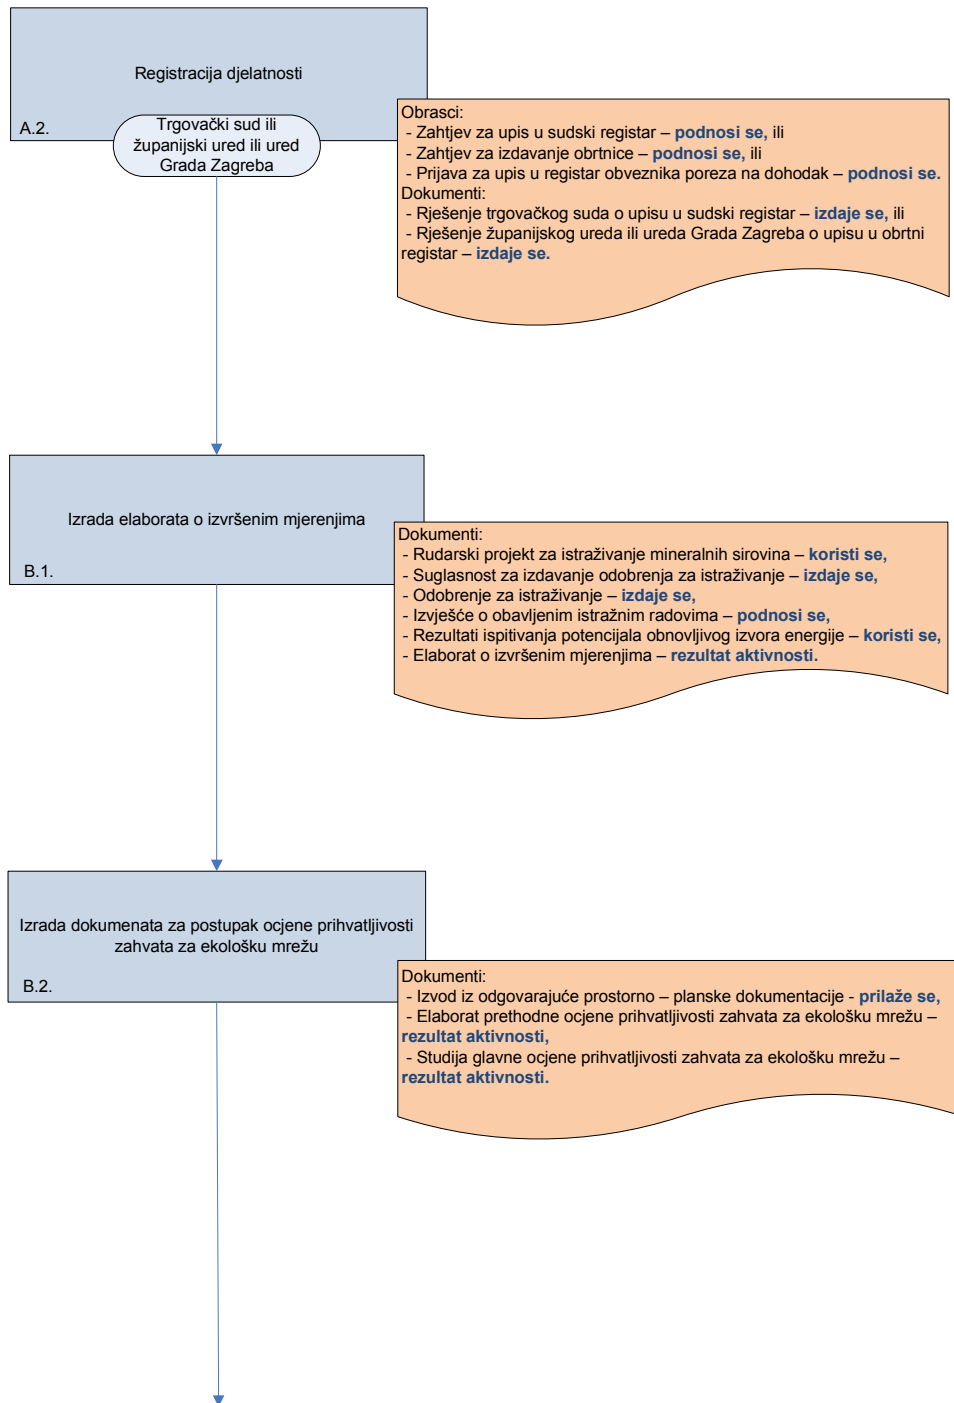 Registracija djelatnosti
A.2.
Trgovački sud ili
županijski ured ili ured
Grada Zagreba
Obrasci:
- Zahtjev za upis u sudski registar – podnosi se, ili
- Zahtjev za izdavanje obrtnice – podnosi se, ili
- Prijava za upis u registar obveznika poreza na dohodak – podnosi se.
Dokumenti:
- Rješenje trgovačkog suda o upisu u sudski registar – izdaje se, ili
- Rješenje županijskog ureda ili ureda Grada Zagreba o upisu u obrtni
registar – izdaje se.
Izrada elaborata o izvršenim mjerenjima
B.1.
Dokumenti:
- Rudarski projekt za istraživanje mineralnih sirovina – koristi se,
- Suglasnost za izdavanje odobrenja za istraživanje – izdaje se,
- Odobrenje za istraživanje – izdaje se,
- Izvješće o obavljenim istražnim radovima – podnosi se,
- Rezultati ispitivanja potencijala obnovljivog izvora energije – koristi se,
- Elaborat o izvršenim mjerenjima – rezultat aktivnosti.
Izrada dokumenata za postupak ocjene prihvatljivosti
zahvata za ekološku mrežu
B.2.
Dokumenti:
- Izvod iz odgovarajuće prostorno – planske dokumentacije - prilaže se,
- Elaborat prethodne ocjene prihvatljivosti zahvata za ekološku mrežu –
rezultat aktivnosti,
- Studija glavne ocjene prihvatljivosti zahvata za ekološku mrežu –
rezultat aktivnosti.